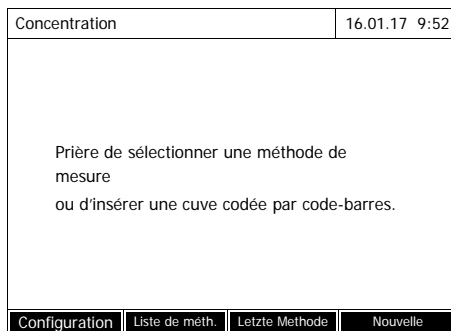 Concentration 16.01.17 9:52
Prière de sélectionner une méthode de
mesure
ou d'insérer une cuve codée par code-barres.
Configuration Liste de méth. Letzte Methode Nouvelle